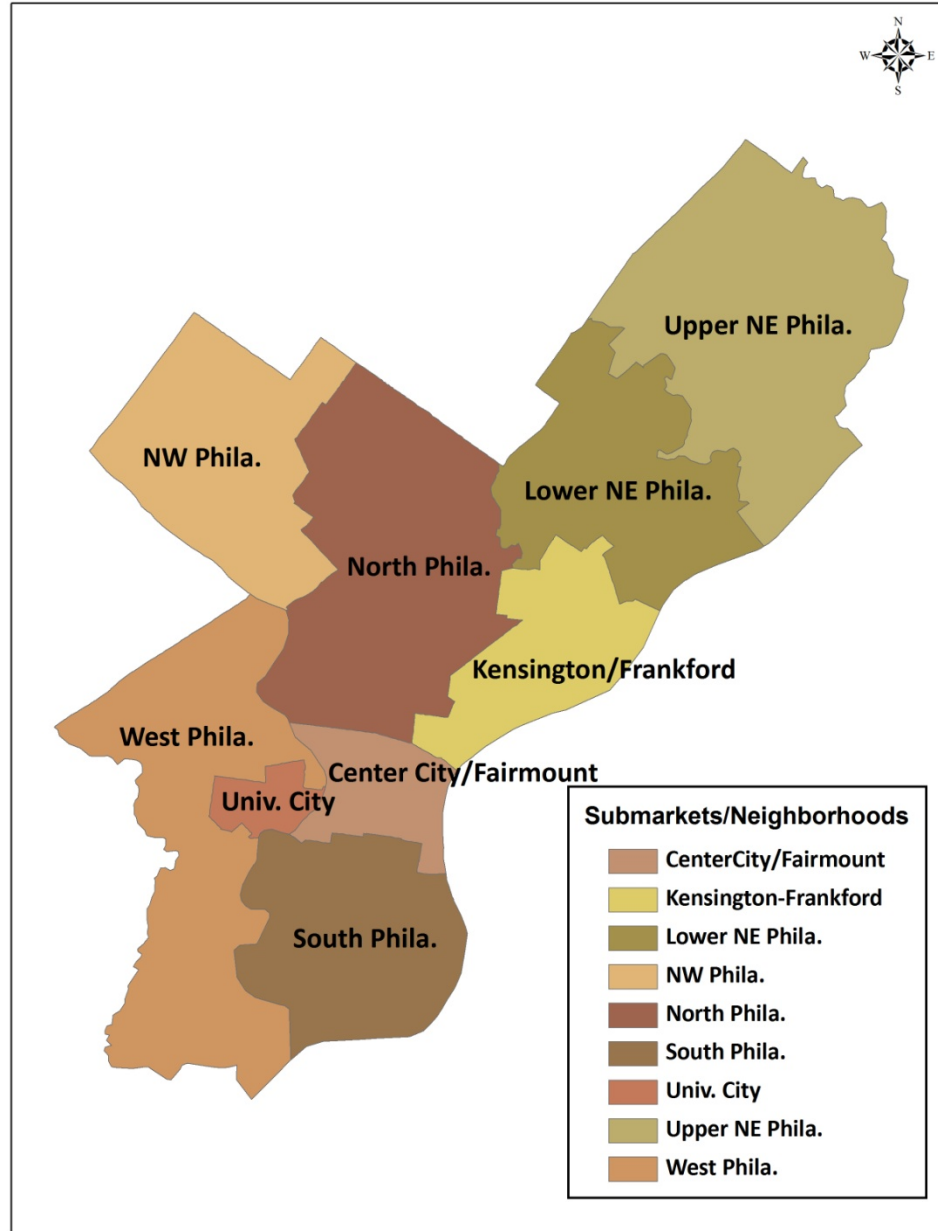 N
W E
S
Upper NE Phila.
NW Phila.
Lower NE Phila.
North Phila.
Kensington/Frankford
West Phila.
Center City/Fairmount
Univ. City
South Phila.
Submarkets/Neighborhoods
CenterCity/Fairmount
Kensington-Frankford
Lower NE Phila.
NW Phila.
North Phila.
South Phila.
Univ. City
Upper NE Phila.
West Phila.